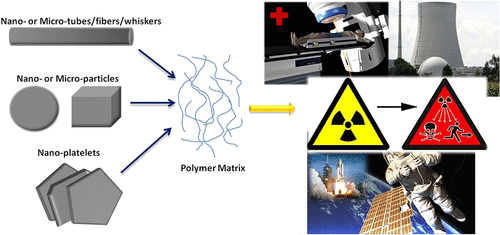 Nano- or Micro-tubes/fibers/whiskers
Nano- or Micro-particles
Nano-platelets
Polymer Matrix